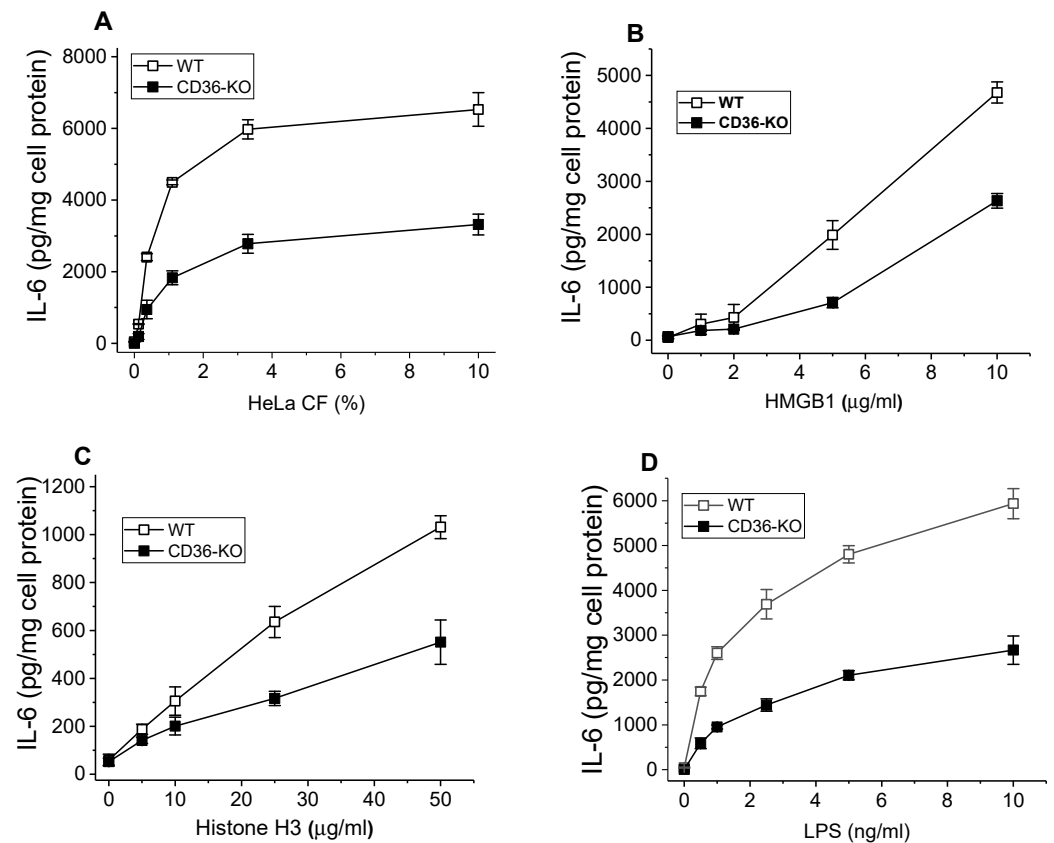 A
IL-6 (pg/mg cell protein)
8000
6000
4000
2000
0
WT
CD36-KO
0 2 4 6 8 10
HeLa CF (%)
B
IL-6 (pg/mg cell protein)
5000
4000
3000
2000
1000
0
WT
CD36-KO
0 2 4 6 8 10
HMGB1 (μg/ml)
C
IL-6 (pg/mg cell protein)
1200
1000
800
600
400
200
0
WT
CD36-KO
0 10 20 30 40 50
Histone H3 (μg/ml)
D
IL-6 (pg/mg cell protein)
6000
5000
4000
3000
2000
1000
0
WT
CD36-KO
0 2 4 6 8 10
LPS (ng/ml)